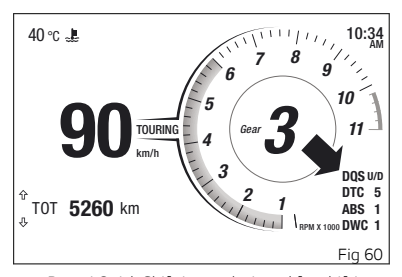 40 °C
10:34
AM
1
2
3
4
5
6
7
8
9
10
11
90
TOURING
km/h
Gear
3
DQS U/D
DTC 5
ABS 1
DWC 1
RPM X 1000
TOT 5260 km
Fig 60